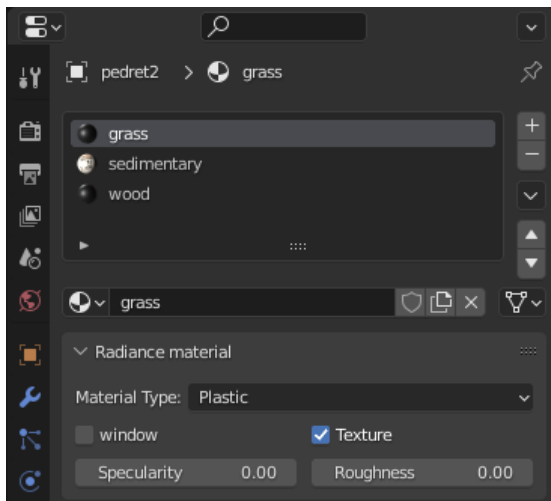 pedret2 > grass
grass
sedimentary
wood
grass
Radiance material
Material Type: Plastic
window Texture
Specularity 0.00 Roughness 0.00